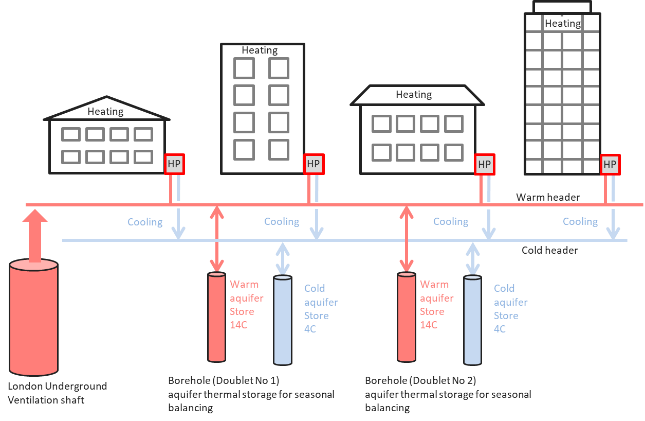 Heating
Heating
Heating
Heating
HP
HP
HP
HP
Warm header
Cooling
Cooling
Cooling
Cooling
Cold header
Warm
aquifer
Store
14C
Cold
aquifer
Store
4C
Warm
aquifer
Store
14C
Cold
aquifer
Store
4C
London Underground
Ventilation shaft
Borehole (Doublet No 1)
aquifer thermal storage for seasonal
balancing
Borehole (Doublet No 2)
aquifer thermal storage for seasonal
balancing